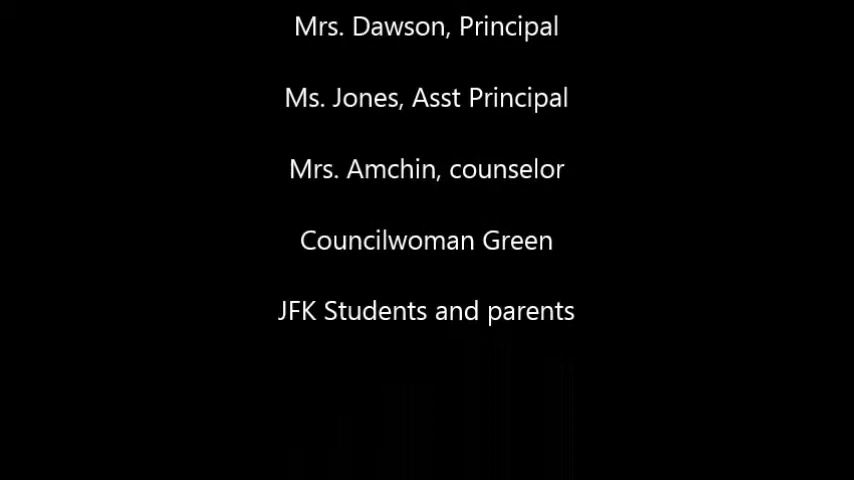 Mrs. Dawson, Principal
Ms. Jones, Asst Principal
Mrs. Amchin, counselor
Councilwoman Green
JFK Students and parents